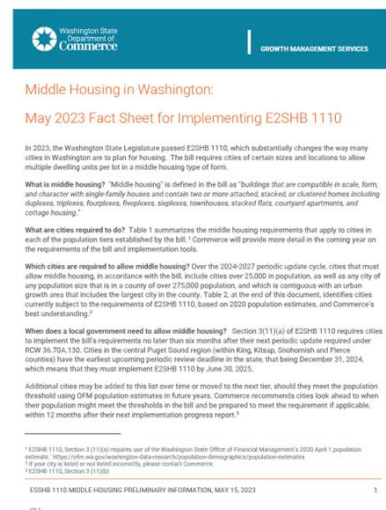 Washington State
Department of
Commerce
GROWTH MANAGEMENT SERVICES
Middle Housing in Washington:
May 2023 Fact Sheet for Implementing E2SHB 1110
In 2023, the Washington State Legislature passed E2SHB 1110, which substantially changes the way many
cities in Washington are to plan for housing. The bill requires cities of certain sizes and locations to allow
multiple dwelling units per lot in a middle housing type of form.
What is middle housing? "Middle housing" is defined in the bill as "buildings that are compatible in scale, form,
and character with single-family houses and contain two or more attached, stacked, or clustered homes including
duplexes, triplexes, fourplexes, fiveplexes, sixplexes, townhouses, stacked flats, courtyard apartments, and
cottage housing."
What are cities required to do? Table 1 summarizes the middle housing requirements that apply to cities in
each of the population tiers established by the bill.¹ Commerce will provide more detail in the coming year on
the requirements of the bill and implementation tools.
Which cities are required to allow middle housing? Over the 2024-2027 periodic update cycle, cities that must
allow middle housing, in accordance with the bill, include cities over 25,000 in population, as well as any city of
any population size that is in a county of over 275,000 population, and which is contiguous with an urban
growth area that includes the largest city in the county. Table 2, at the end of this document, identifies cities
currently subject to the requirements of E2SHB 1110, based on 2020 population estimates, and Commerce's
best understanding.²
When does a local government need to allow middle housing? Section 3(11)(a) of E2SHB 1110 requires cities
to implement the bill's requirements no later than six months after their next periodic update required under
RCW 36.70A.130. Cities in the central Puget Sound region (within King, Kitsap, Snohomish and Pierce
counties) have the earliest upcoming periodic review deadline in the state, that being December 31, 2024,
which means that they must implement E2SHB 1110 by June 30, 2025.
Additional cities may be added to this list over time or moved to the next tier, should they meet the population
threshold using OFM population estimates in future years. Commerce recommends cities look ahead to when
their population might meet the thresholds in the bill and be prepared to meet the requirement if applicable,
within 12 months after their next implementation progress report.³
¹ E2SHB 1110, Section 3 (11)(a) requires use of the Washington State Office of Financial Management's 2020 April 1 population
estimate. https://ofm.wa.gov/washington-data-research/population-demographics/population-estimates
² If your city is listed or not listed incorrectly, please contact Commerce.
³ E2SHB 1110, Section 3 (11)(b)
ESSHB 1110 MIDDLE HOUSING PRELIMINARY INFORMATION, MAY 15, 2023 1